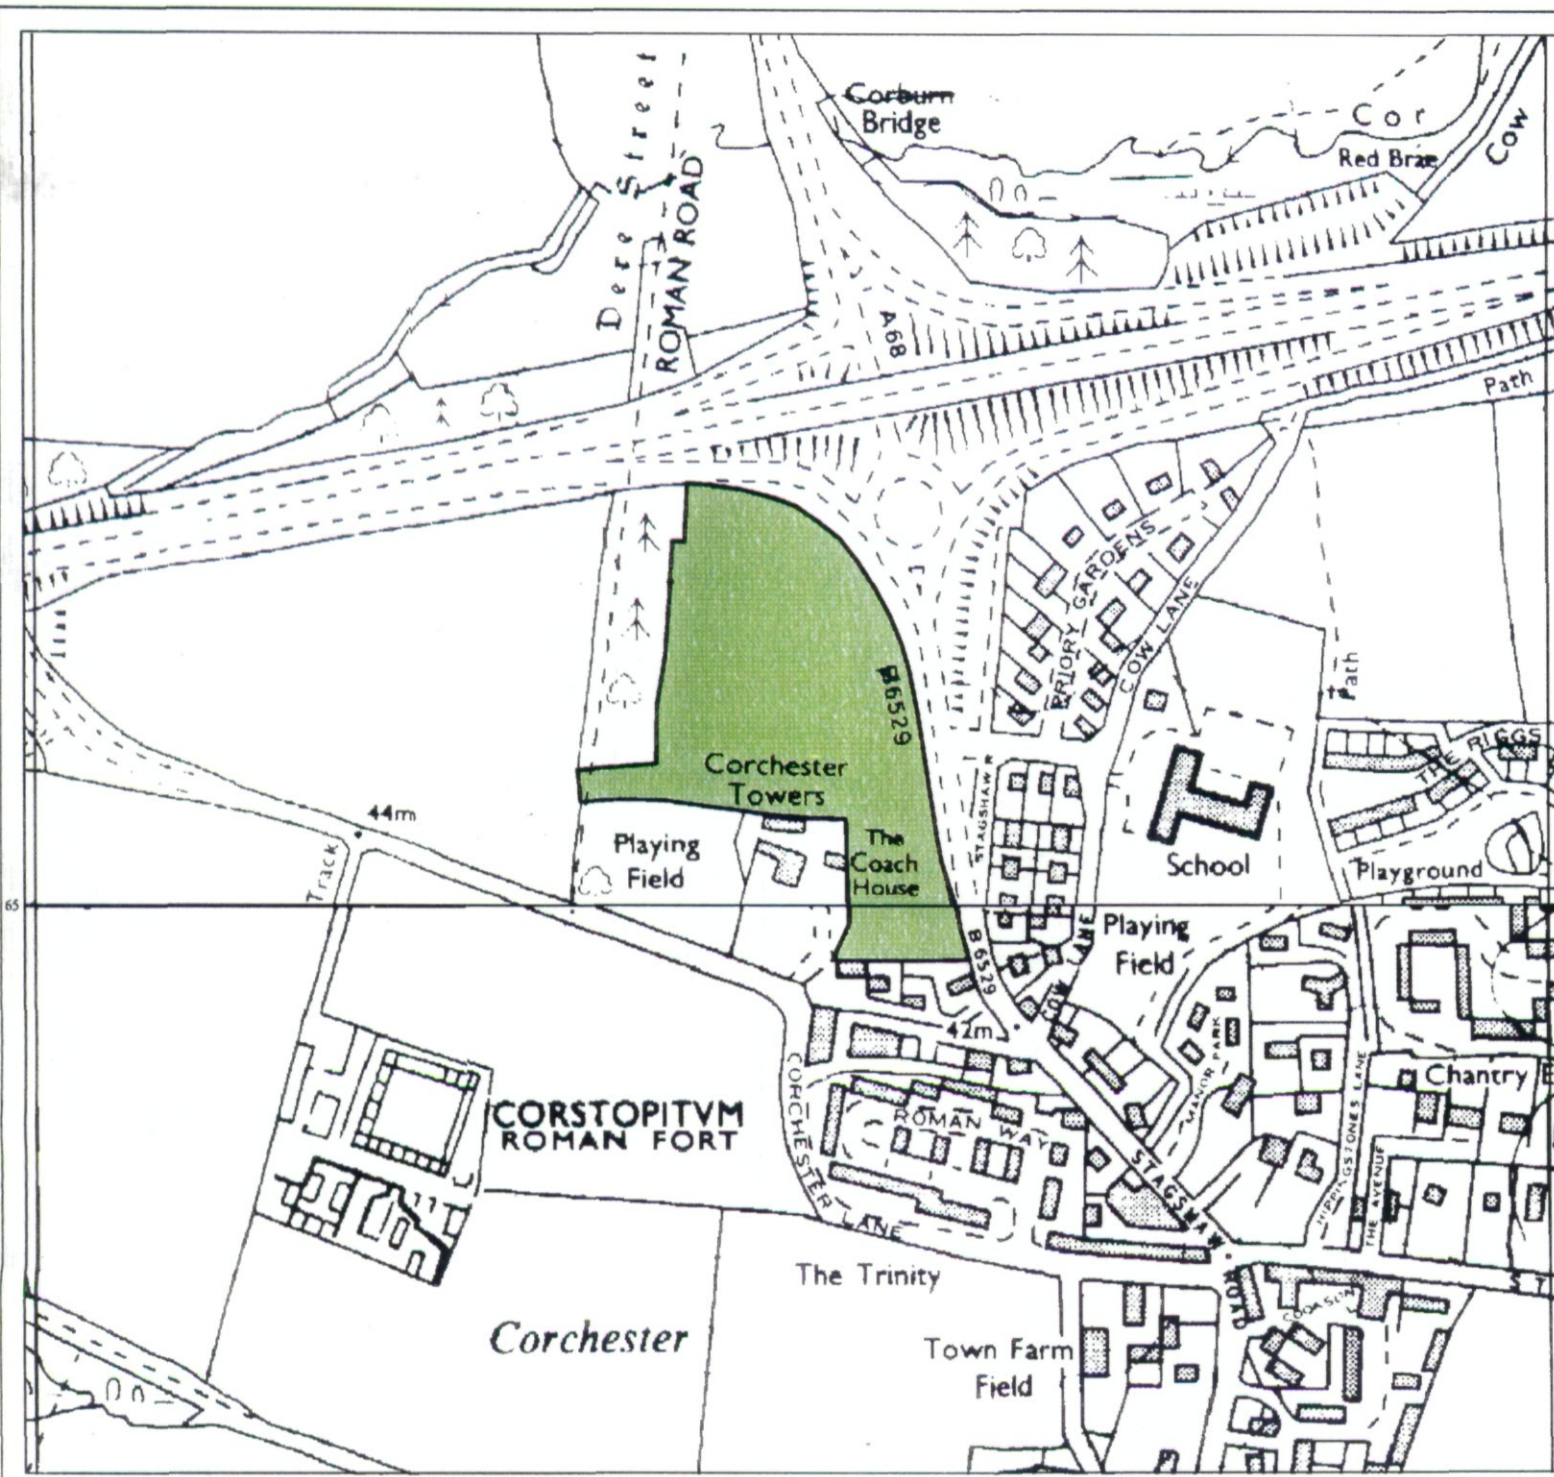 Corburn
Bridge
Cor
Red Brae
Cow
Dere Street
ROMAN ROAD
A68
Path
PRIORY GARDENS
COW LANE
B6529
Path
THE RIGGS
Corchester
Towers
STAGSHAW R
44m
Track
Playing
Field
The
Coach
House
School
Playground
65
Playing
Field
COW LANE
B 6529
42m
MANOR PARK
CORCHESTER LANE
CORSTOPITVM
ROMAN FORT
ROMAN WAY
STAGSHAW ROAD
HIPPINGSTONES LANE
THE AVENUE
Chantry E
The Trinity
ST
COOKSON
Corchester
Town Farm
Field